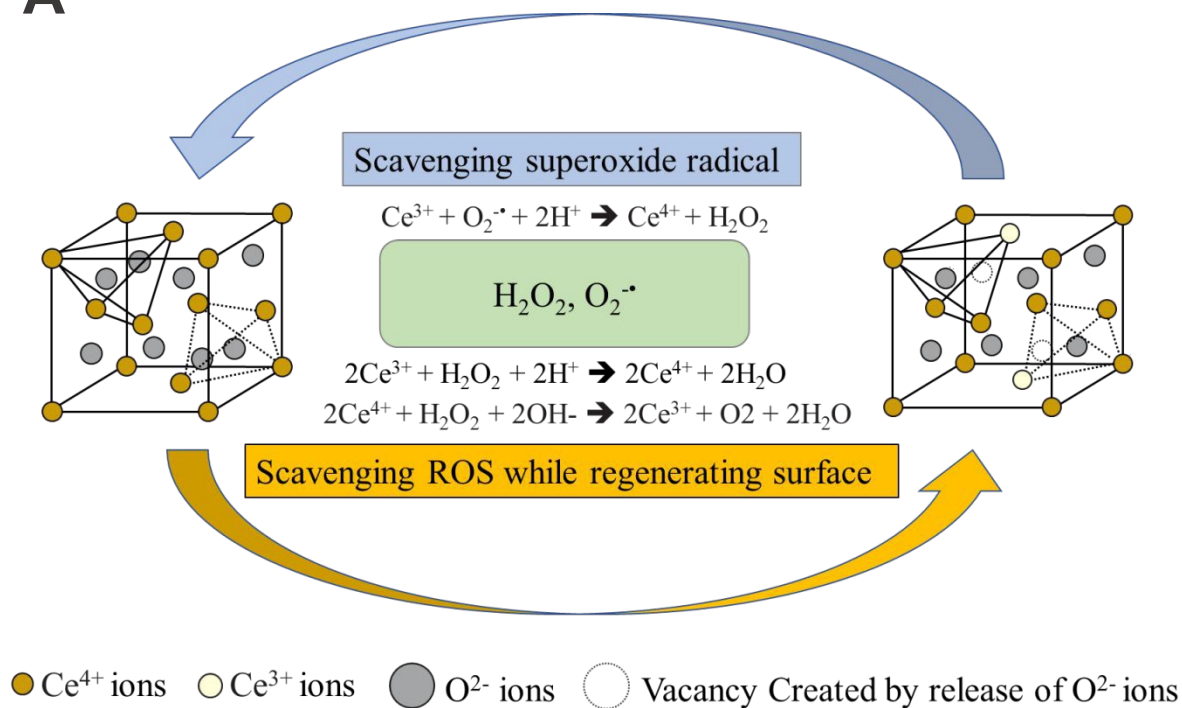 A
Scavenging superoxide radical
Ce³⁺ + O₂⁻• + 2H⁺ ➔ Ce⁴⁺ + H₂O₂
H₂O₂, O₂⁻•
2Ce³⁺ + H₂O₂ + 2H⁺ ➔ 2Ce⁴⁺ + 2H₂O
2Ce⁴⁺ + H₂O₂ + 2OH- ➔ 2Ce³⁺ + O2 + 2H₂O
Scavenging ROS while regenerating surface
Ce⁴⁺ ions Ce³⁺ ions O²⁻ ions Vacancy Created by release of O²⁻ ions